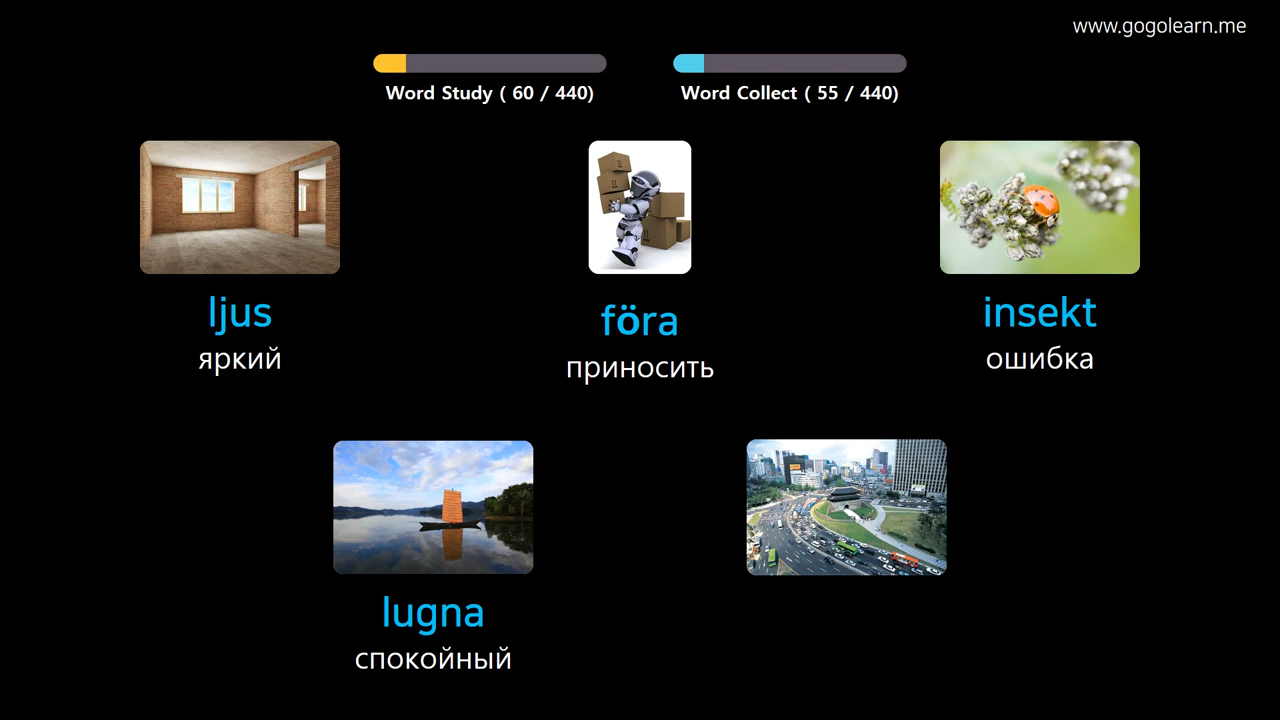 www.gogolearn.me
Word Study ( 60 / 440)
Word Collect ( 55 / 440)
ljus
яркий
föra
приносить
insekt
ошибка
lugna
спокойный